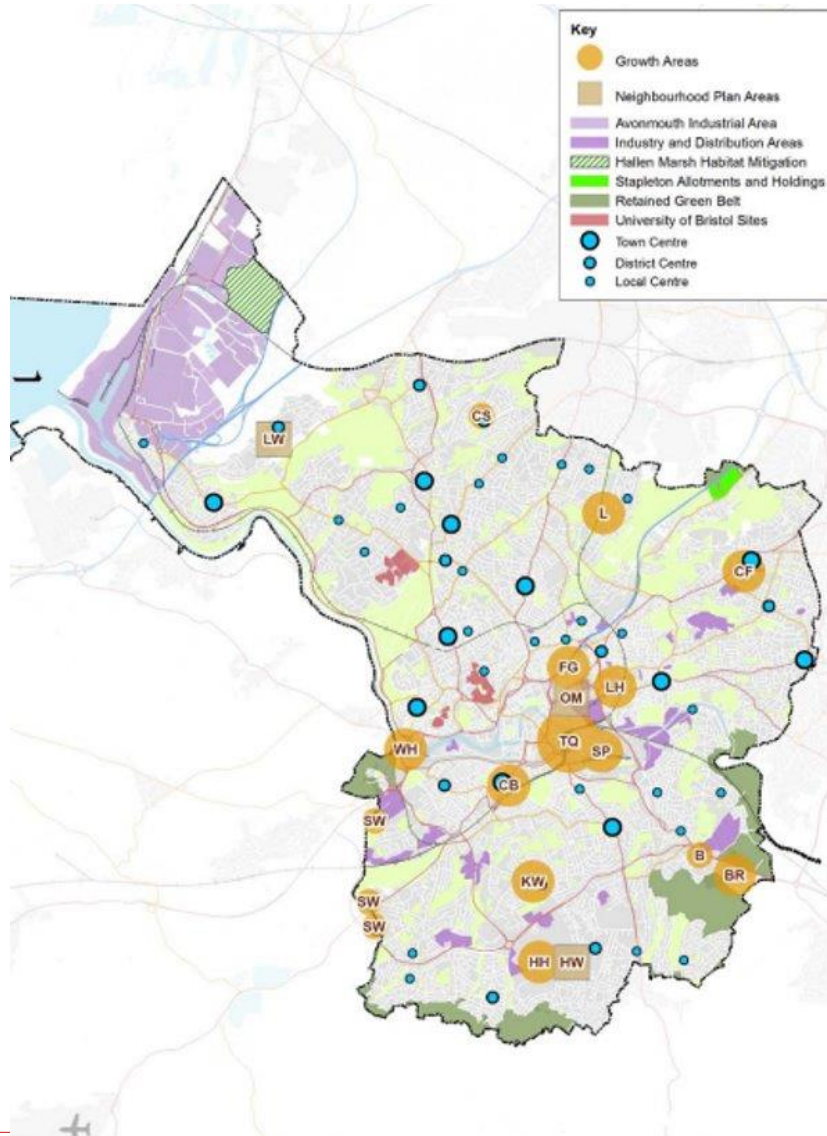 Key
Growth Areas
Neighbourhood Plan Areas
Avonmouth Industrial Area
Industry and Distribution Areas
Hallen Marsh Habitat Mitigation
Stapleton Allotments and Holdings
Retained Green Belt
University of Bristol Sites
Town Centre
District Centre
Local Centre
1
CS
LW
L
CF
FG
LH
OM
WH
TQ
SP
CB
SW
B
BR
KW
SW
SW
HH
HW